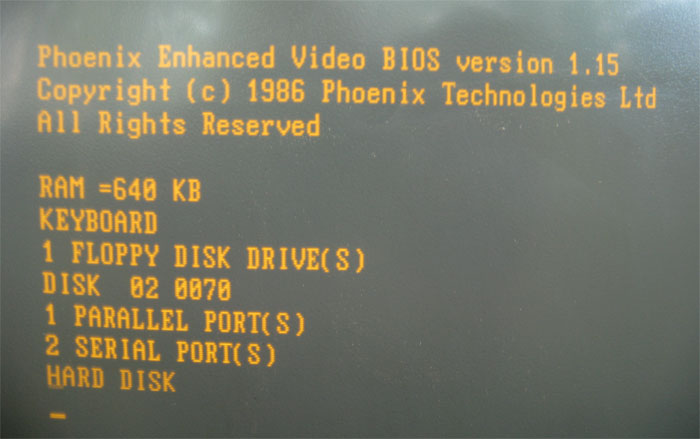 Phoenix Enhanced Video BIOS version 1.15
Copyright (c) 1986 Phoenix Technologies Ltd
All Rights Reserved
RAM =640 KB
KEYBOARD
1 FLOPPY DISK DRIVE(S)
DISK  02 0070
1 PARALLEL PORT(S)
2 SERIAL PORT(S)
HARD DISK